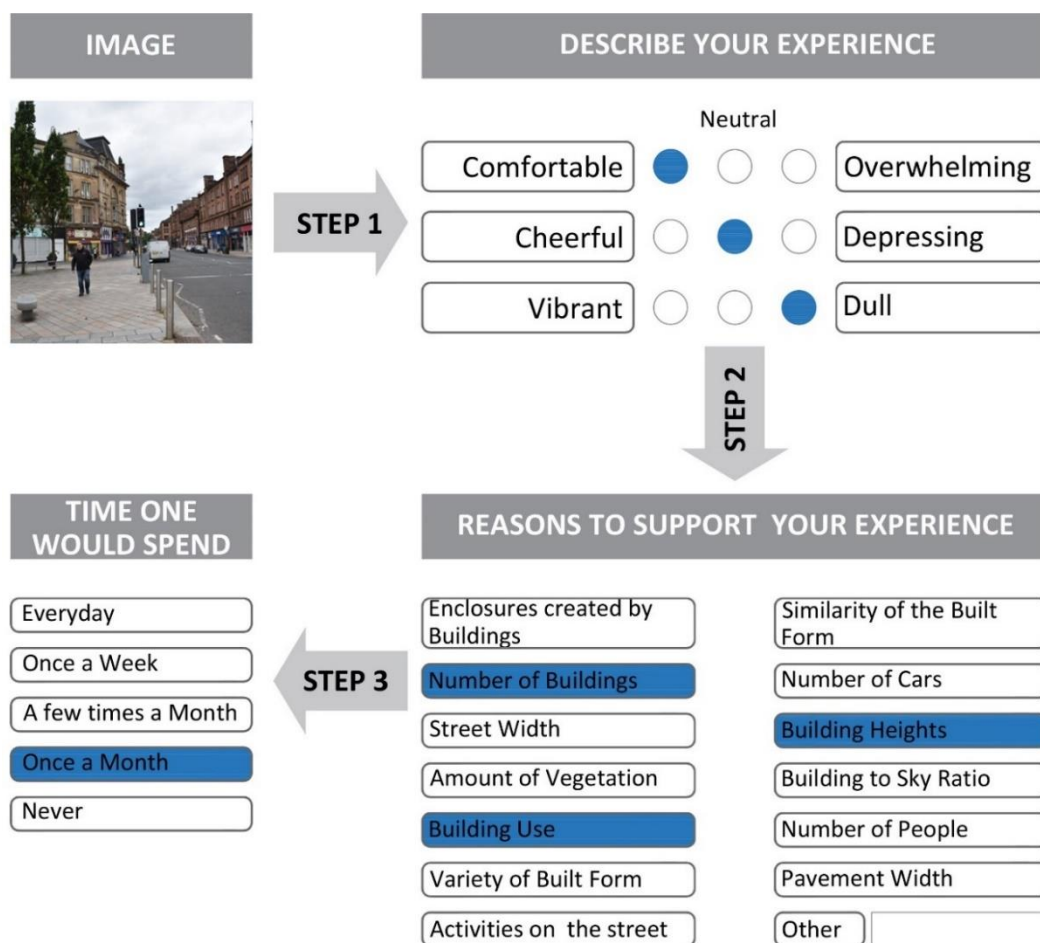 IMAGE
DESCRIBE YOUR EXPERIENCE
Neutral
Comfortable
Overwhelming
STEP 1
Cheerful
Depressing
Vibrant
Dull
STEP 2
TIME ONE
WOULD SPEND
REASONS TO SUPPORT YOUR EXPERIENCE
Everyday
Once a Week
A few times a Month
Once a Month
Never
STEP 3
Enclosures created by
Buildings
Number of Buildings
Street Width
Amount of Vegetation
Building Use
Variety of Built Form
Activities on the street
Similarity of the Built
Form
Number of Cars
Building Heights
Building to Sky Ratio
Number of People
Pavement Width
Other